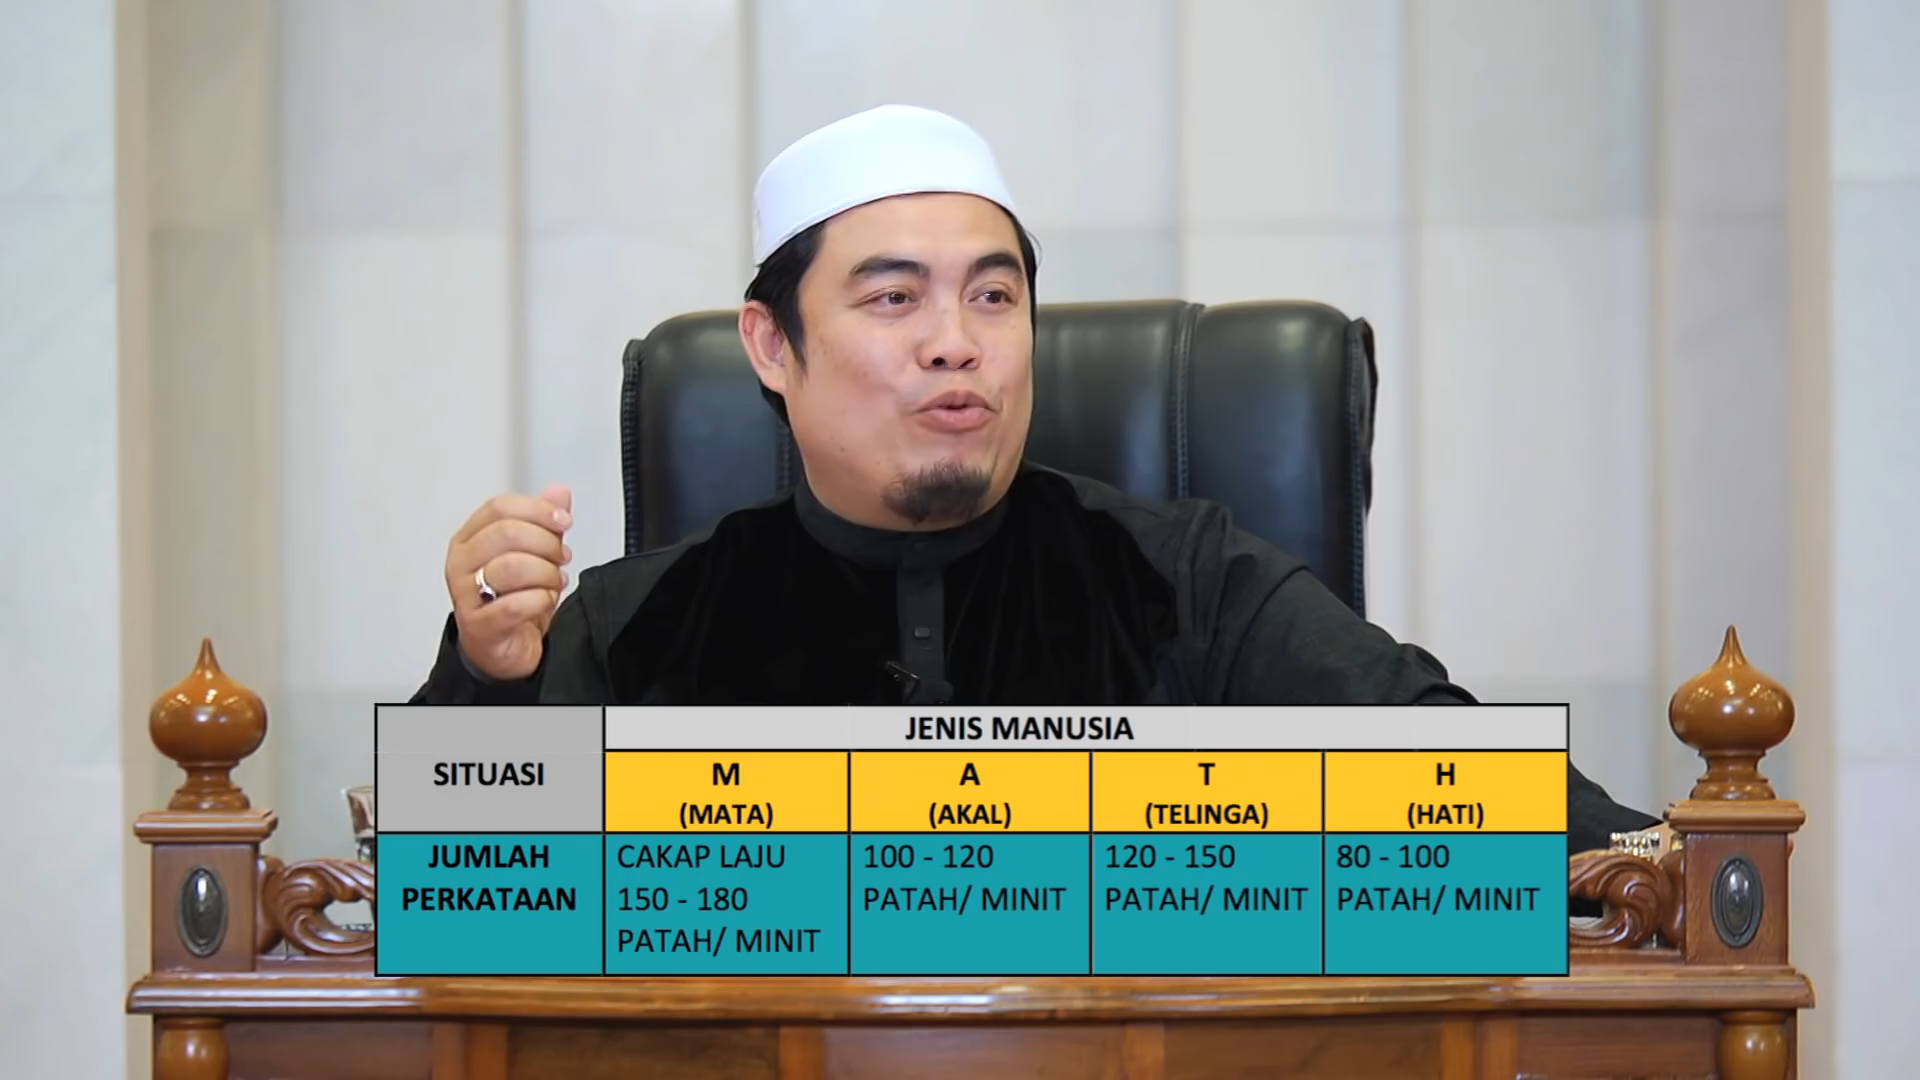 JENIS MANUSIA
SITUASI
M
(MATA)
A
(AKAL)
T
(TELINGA)
H
(HATI)
JUMLAH
PERKATAAN
CAKAP LAJU
150 - 180
PATAH/ MINIT
100 - 120
PATAH/ MINIT
120 - 150
PATAH/ MINIT
80 - 100
PATAH/ MINIT